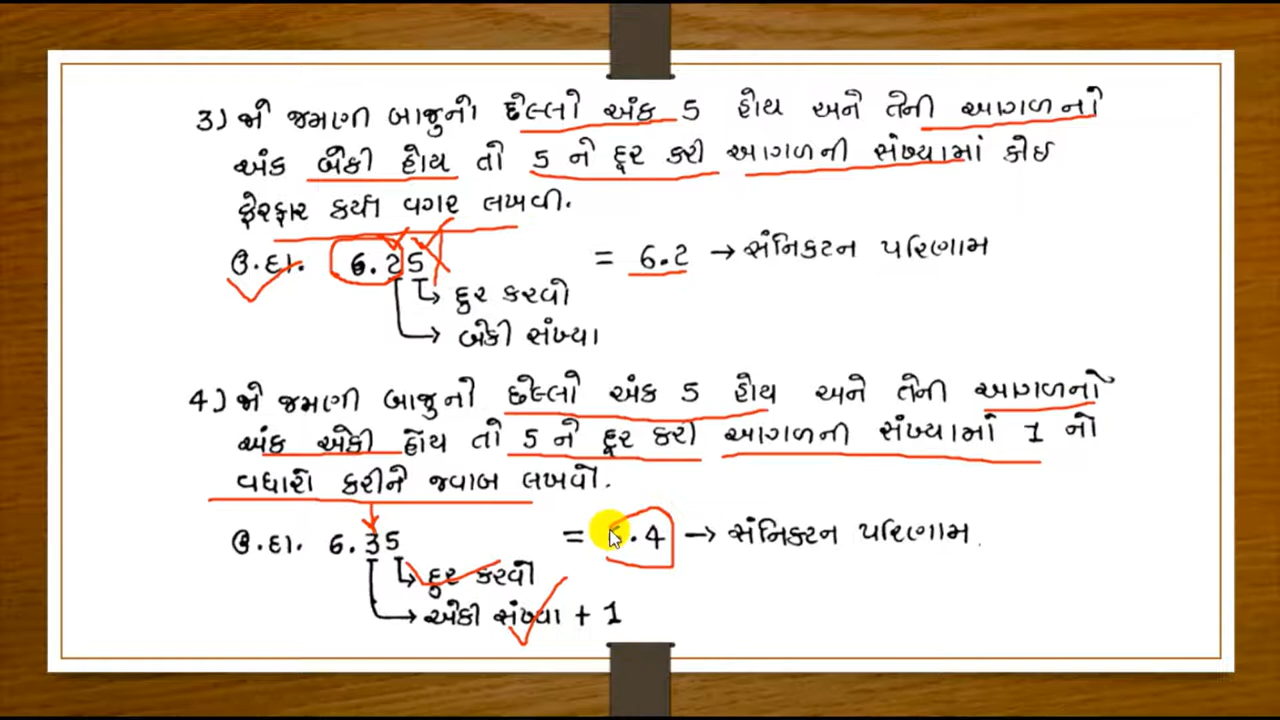 3) જો જમણી બાજુનો છેલ્લો અંક 5 હોય અને તેની આગળનો
અંક બેકી હોય તો 5 ને દૂર કરી આગળની સંખ્યામાં કોઈ
ફેરફાર કર્યા વગર લખવી.
ઉ.દા. 6.25 = 6.2 → સંનિકટન પરિણામ
દુર કરવો
બેકી સંખ્યા
4) જો જમણી બાજુનો છેલ્લો અંક 5 હોય અને તેની આગળનો
અંક એકી હોય તો 5 ને દૂર કરી આગળની સંખ્યામાં 1 નો
વધારો કરીને જવાબ લખવો.
ઉ.દા. 6.35 = .4 → સંનિકટન પરિણામ.
દુર કરવો
એકી સંખ્યા + 1